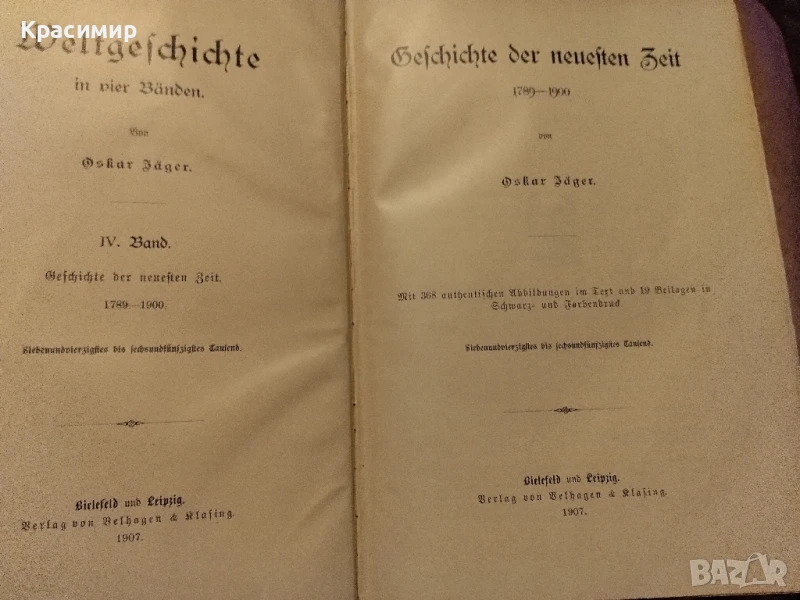 Красимир
Weltgeschichte
in vier Bänden.
Von
Oskar Jäger.
IV. Band.
Geschichte der neuesten Zeit.
1789—1900.
Siebenundvierzigstes bis sechsundfünfzigstes Tausend.
Bielefeld und Leipzig.
Verlag von Velhagen & Klasing.
1907.
Geschichte der neuesten Zeit
1789—1900
von
Oskar Jäger.
Mit 368 authentischen Abbildungen im Text und 19 Beilagen in
Schwarz- und Farbendruck
Siebenundvierzigstes bis sechsundfünfzigstes Tausend.
Bielefeld und Leipzig.
Verlag von Velhagen & Klasing.
1907.
BAZAR